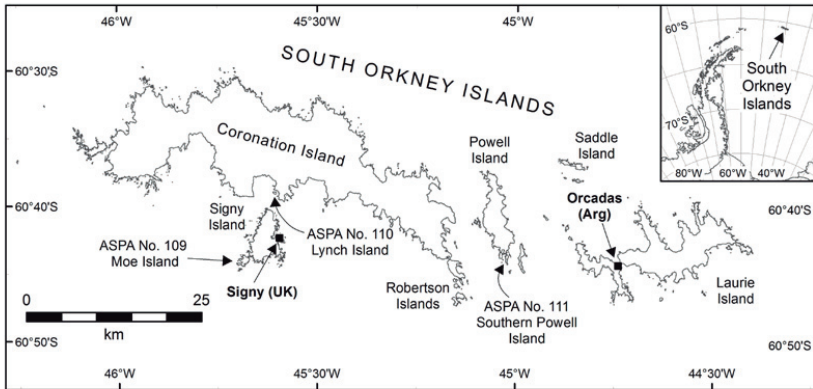 46°W
45°30'W
45°W
60°30'S
60°40'S
60°50'S
SOUTH ORKNEY ISLANDS
60°S
70°S
80°W
60°W
40°W
South
Orkney
Islands
Coronation Island
Powell
Island
Saddle
Island
Signy
Island
ASPA No. 110
Lynch Island
ASPA No. 109
Moe Island
Signy (UK)
Robertson
Islands
ASPA No. 111
Southern Powell
Island
Orcadas
(Arg)
Laurie
Island
0
25
km
60°40'S
60°50'S
46°W
45°30'W
45°W
44°30'W